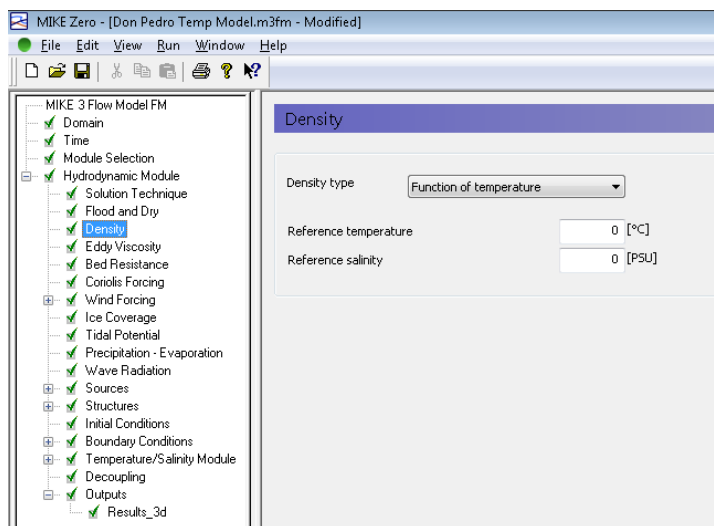 MIKE Zero - [Don Pedro Temp Model.m3fm - Modified]
File Edit View Run Window Help
MIKE 3 Flow Model FM
Domain
Time
Module Selection
Hydrodynamic Module
Solution Technique
Flood and Dry
Density
Eddy Viscosity
Bed Resistance
Coriolis Forcing
Wind Forcing
Ice Coverage
Tidal Potential
Precipitation - Evaporation
Wave Radiation
Sources
Structures
Initial Conditions
Boundary Conditions
Temperature/Salinity Module
Decoupling
Outputs
Results_3d
Density
Density type Function of temperature
Reference temperature 0 [°C]
Reference salinity 0 [PSU]